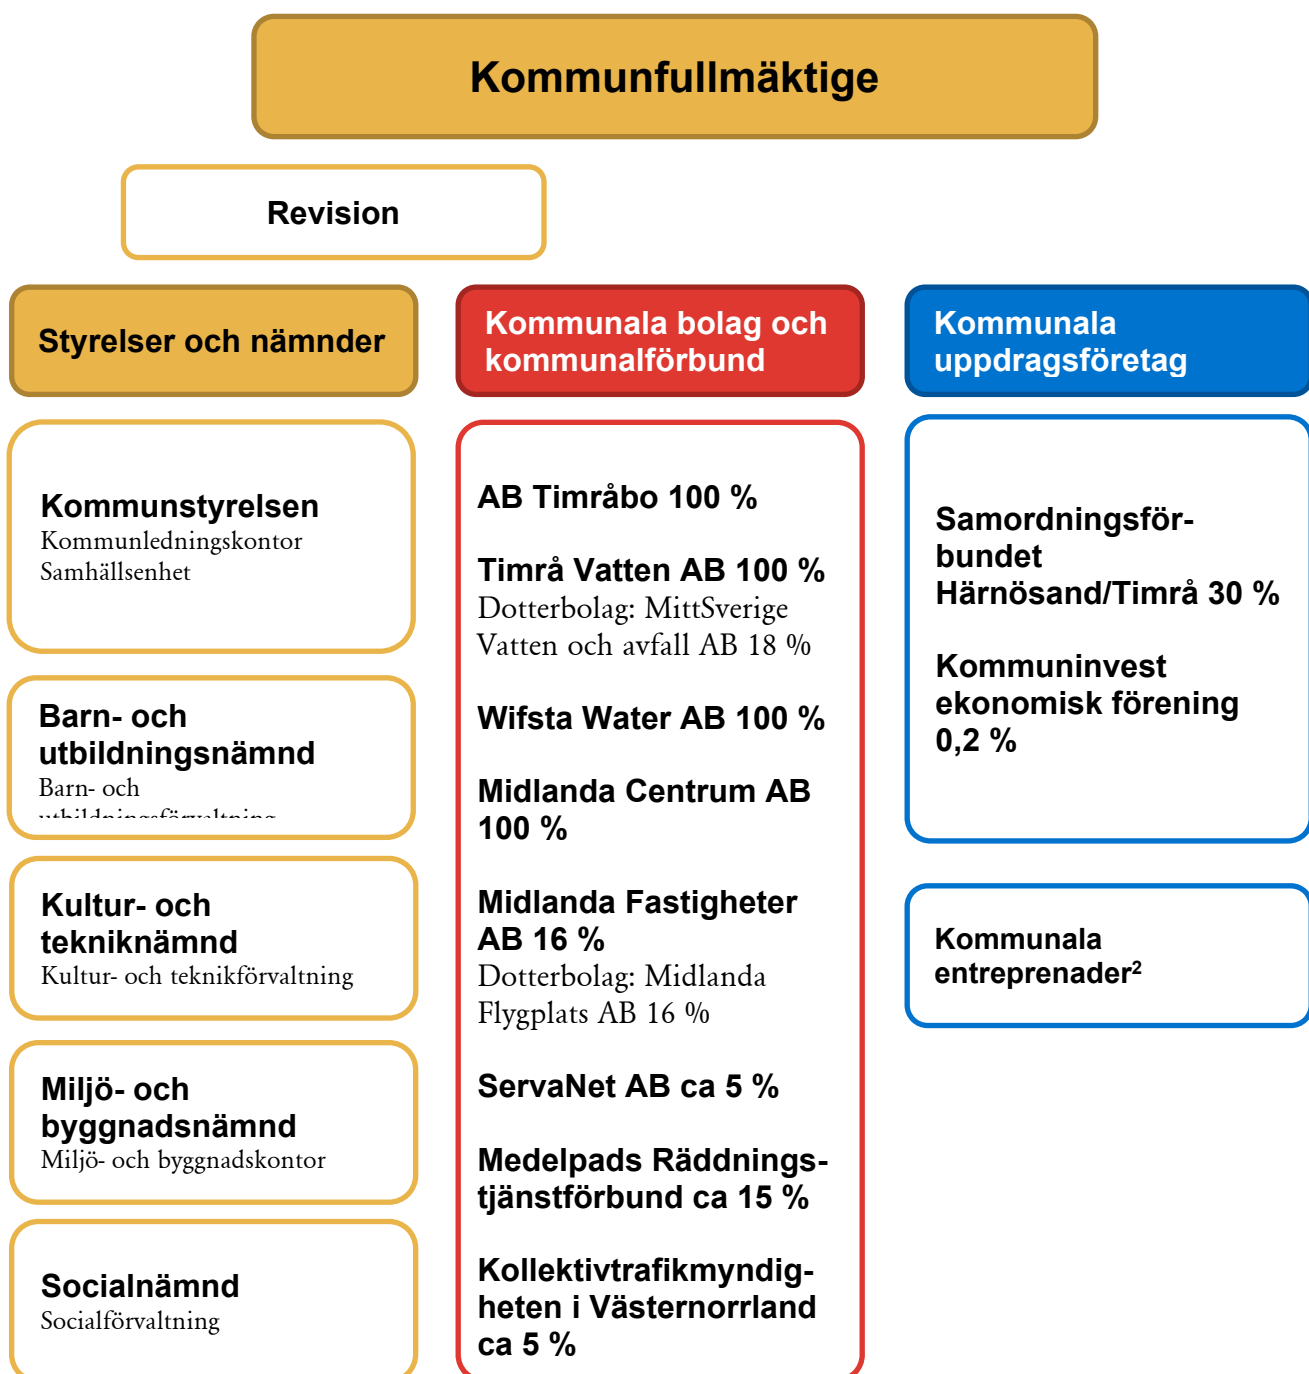 Kommunfullmäktige
Revision
Styrelser och nämnder
Kommunstyrelsen
Kommunledningskontor
Samhällsenhet
Barn- och
utbildningsnämnd
Barn- och
utbildningsförvaltning
Kultur- och
tekniknämnd
Kultur- och teknikförvaltning
Miljö- och
byggnadsnämnd
Miljö- och byggnadskontor
Socialnämnd
Socialförvaltning
Kommunala bolag och
kommunalförbund
AB Timråbo 100 %
Timrå Vatten AB 100 %
Dotterbolag: MittSverige
Vatten och avfall AB 18 %
Wifsta Water AB 100 %
Midlanda Centrum AB
100 %
Midlanda Fastigheter
AB 16 %
Dotterbolag: Midlanda
Flygplats AB 16 %
ServaNet AB ca 5 %
Medelpads Räddnings-
tjänstförbund ca 15 %
Kollektivtrafikmyndig-
heten i Västernorrland
ca 5 %
Kommunala
uppdragsföretag
Samordningsför-
bundet
Härnösand/Timrå 30 %
Kommuninvest
ekonomisk förening
0,2 %
Kommunala
entreprenader²